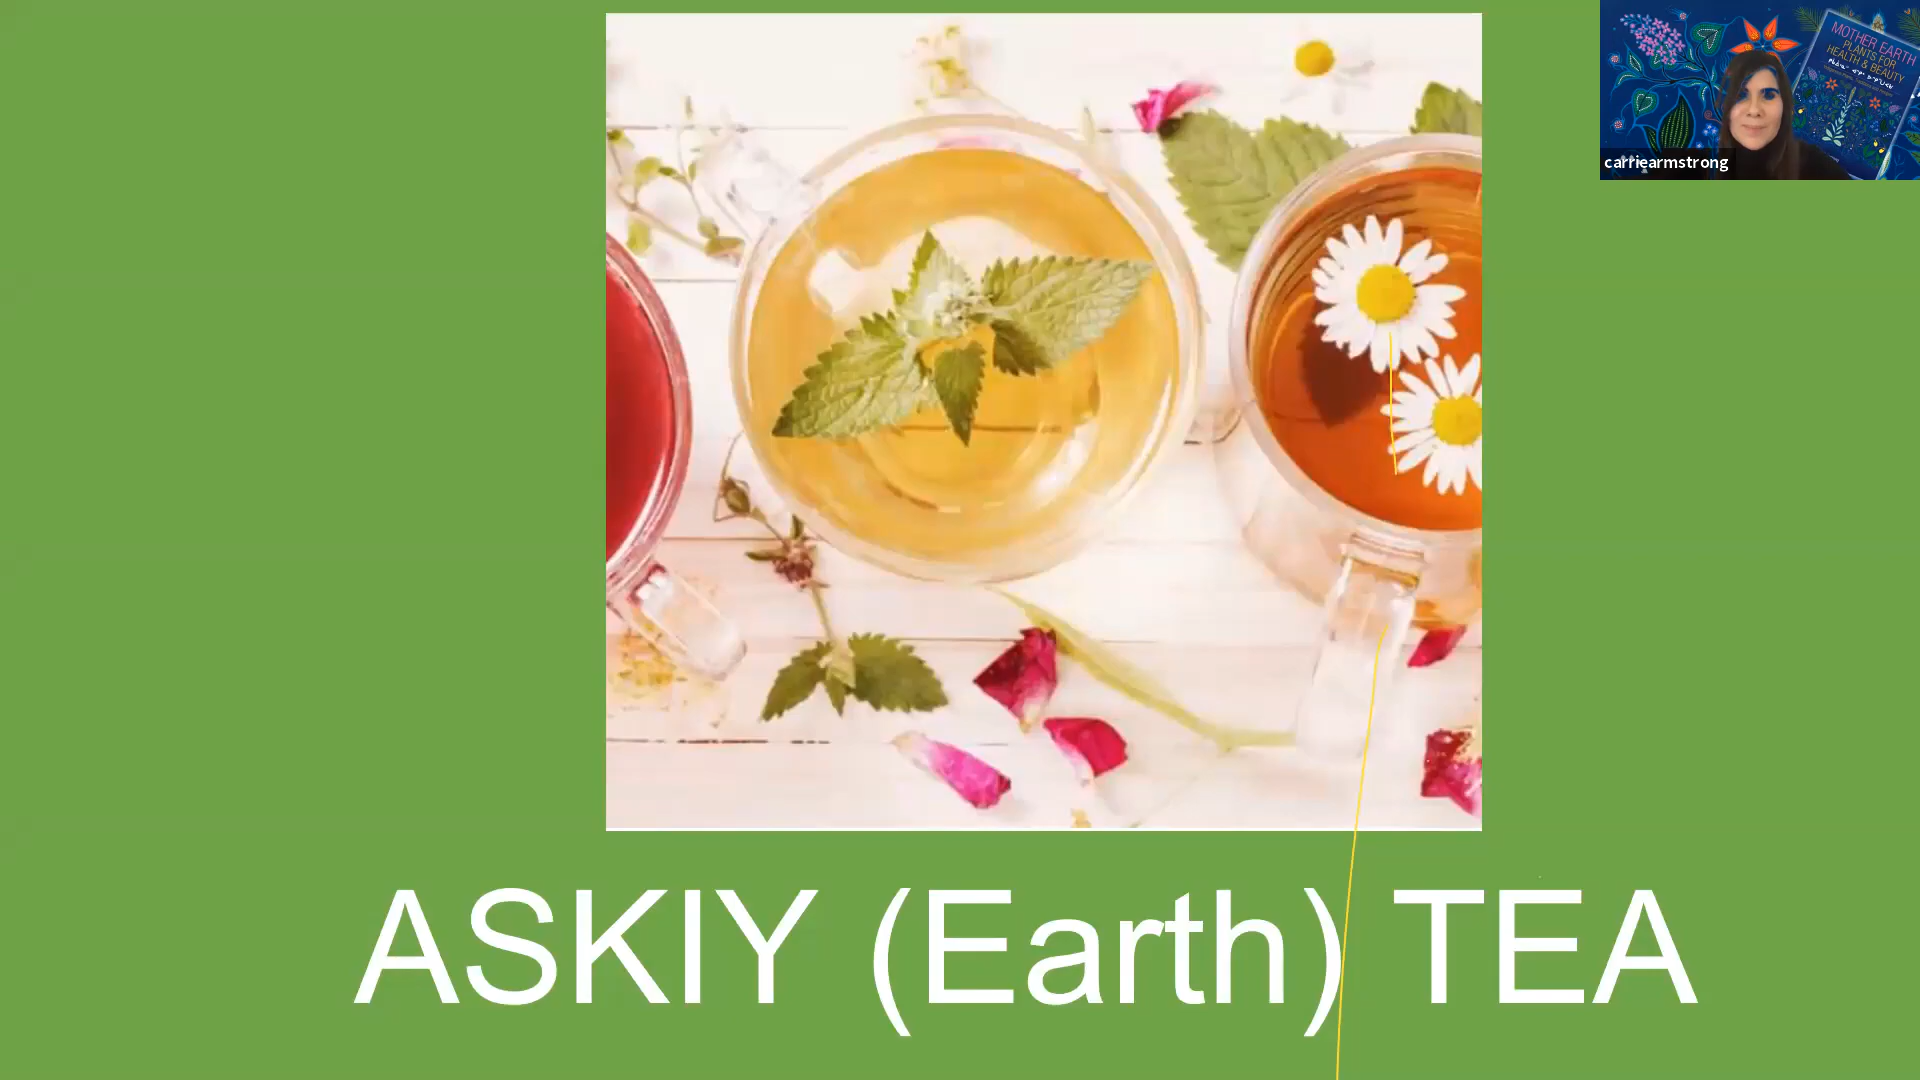 MOTHER EARTH
PLANTS FOR
HEALTH & BEAUTY
carriearmstrong
ASKIY (Earth) TEA